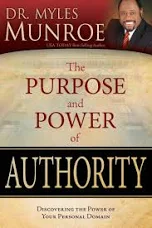 DR. MYLES
MUNROE
USA TODAY Best-Selling Author
The
PURPOSE
and
POWER
of
AUTHORITY
DISCOVERING THE POWER OF
YOUR PERSONAL DOMAIN